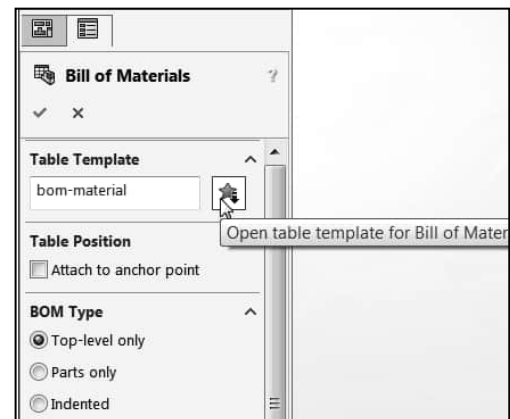 Bill of Materials ?
Table Template
bom-material
Open table template for Bill of Mater
Table Position
Attach to anchor point
BOM Type
Top-level only
Parts only
Indented